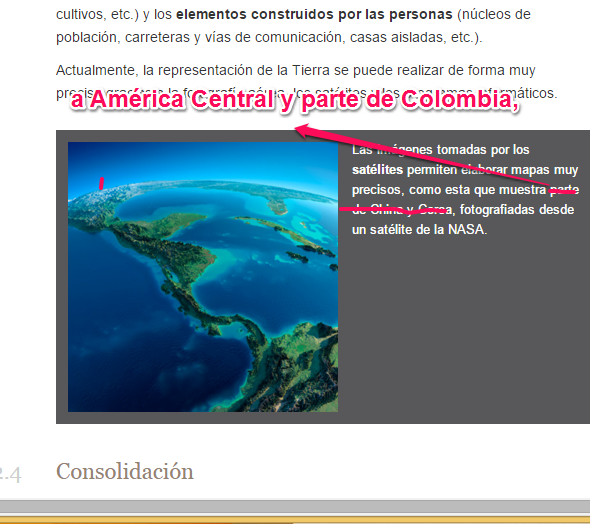 cultivos, etc.) y los elementos construidos por las personas (núcleos de
población, carreteras y vías de comunicación, casas aisladas, etc.).
Actualmente, la representación de la Tierra se puede realizar de forma muy
a América Central y parte de Colombia,
Las imágenes tomadas por los
satélites permiten elaborar mapas muy
precisos, como esta que muestra parte
de China y Corea, fotografiadas desde
un satélite de la NASA.
2.4 Consolidación